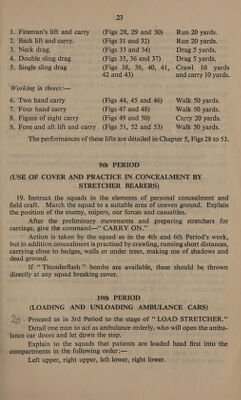 23
1. Fireman's lift and carry (Figs 28, 29 and 30) Run 20 yards.
2. Back lift and carry. (Figs 31 and 32) Run 20 yards.
3. Neck drag. (Figs 33 and 34) Drag 5 yards.
4. Double sling drag (Figs 35, 36 and 37) Drag 5 yards.
5. Single sling drag (Figs 38, 39, 40, 41, Crawl 10 yards
42 and 43) and carry 10 yards.
Working in threes:—
6. Two hand carry (Figs 44, 45 and 46) Walk 50 yards.
7. Four hand carry (Figs 47 and 48) Walk 50 yards.
8. Figure of eight carry (Figs 49 and 50) Carry 20 yards.
9. Fore and aft lift and carry (Figs 51, 52 and 53) Walk 50 yards.
The performances of these lifts are detailed in Chapter 5, Figs 28 to 53.
9th PERIOD
(USE OF COVER AND PRACTICE IN CONCEALMENT BY
STRETCHER BEARERS)
19. Instruct the squads in the elements of personal concealment and
field craft. March the squad to a suitable area of uneven ground. Explain
the position of the enemy, snipers, our forces and casualties.
After the preliminary movements and preparing stretchers for
carriage, give the command—" CARRY ON."
Action is taken by the squad as in the 4th and 6th Period's work,
but in addition concealment is practised by crawling, running short distances,
carrying close to hedges, walls or under trees, making use of shadows and
dead ground.
If " Thunderflash " bombs are available, these should be thrown
directly at any squad breaking cover.
10th PERIOD
(LOADING AND UNLOADING AMBULANCE CARS)
20. Proceed as in 3rd Period to the stage of " LOAD STRETCHER."
Detail one man to act as ambulance orderly, who will open the ambu-
lance car doors and let down the step.
Explain to the squads that patients are loaded head first into the
compartments in the following order:—
Left upper, right upper, left lower, right lower.